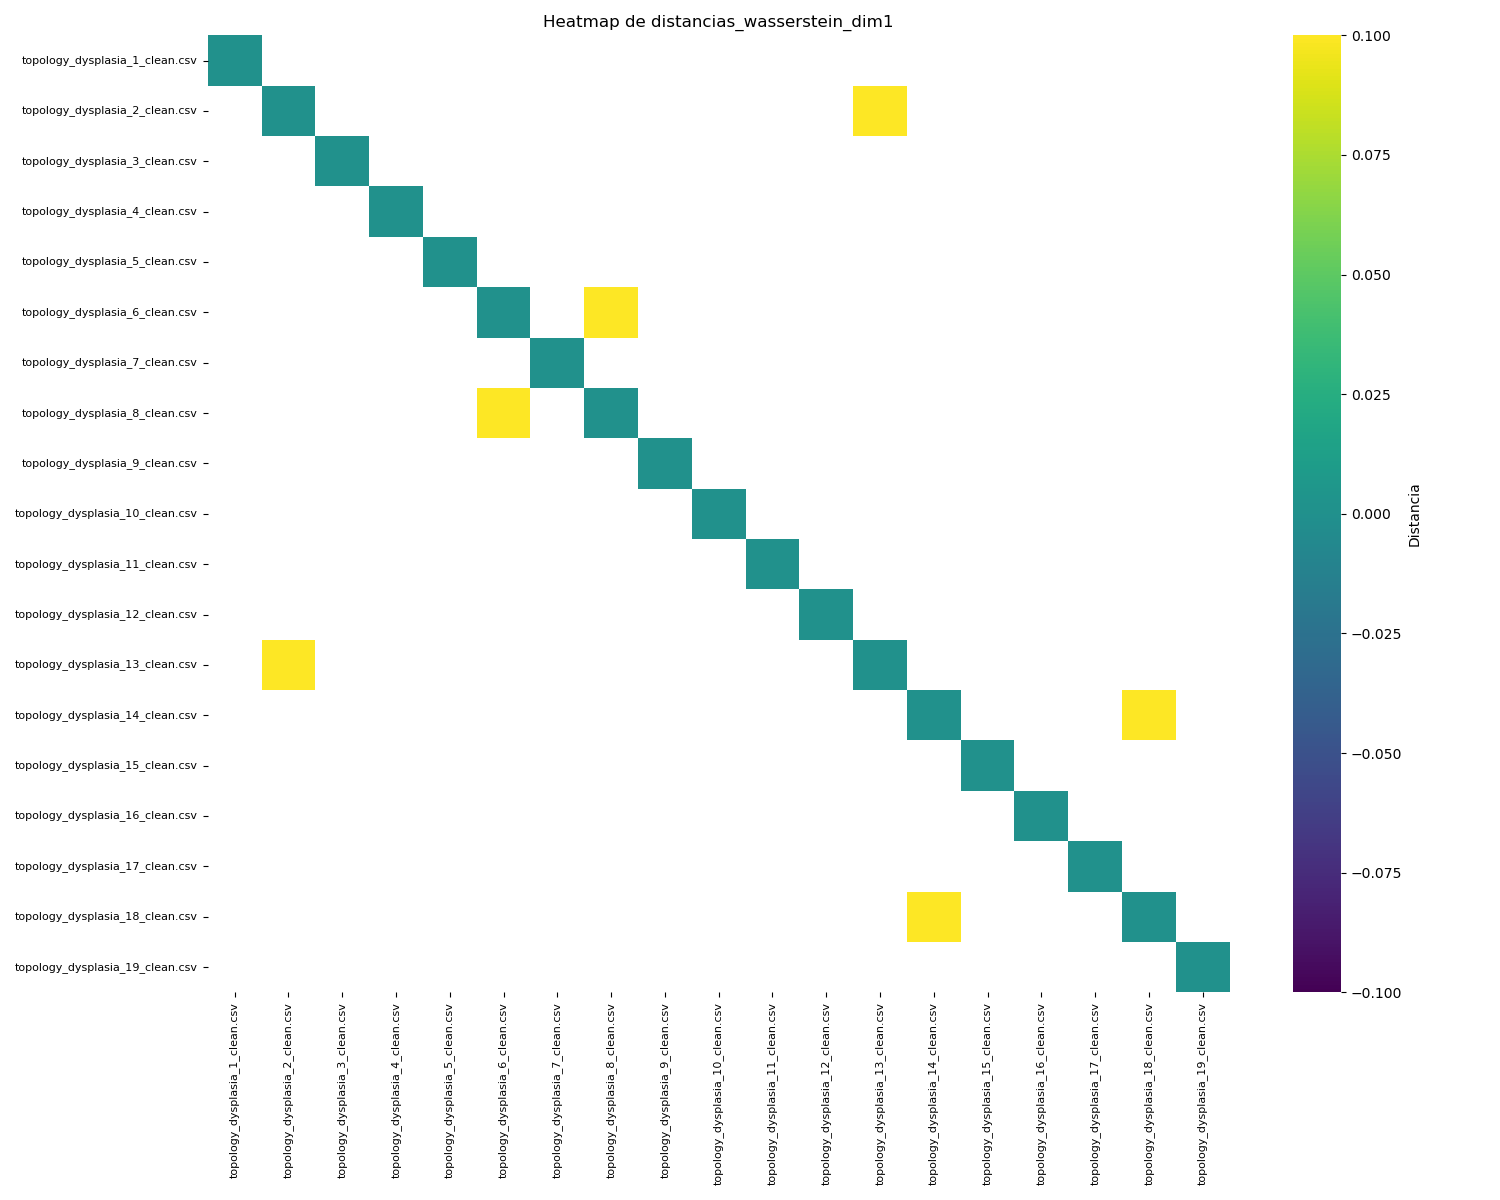 Heatmap de distancias_wasserstein_dim1
topology_dysplasia_1_clean.csv
topology_dysplasia_2_clean.csv
topology_dysplasia_3_clean.csv
topology_dysplasia_4_clean.csv
topology_dysplasia_5_clean.csv
topology_dysplasia_6_clean.csv
topology_dysplasia_7_clean.csv
topology_dysplasia_8_clean.csv
topology_dysplasia_9_clean.csv
topology_dysplasia_10_clean.csv
topology_dysplasia_11_clean.csv
topology_dysplasia_12_clean.csv
topology_dysplasia_13_clean.csv
topology_dysplasia_14_clean.csv
topology_dysplasia_15_clean.csv
topology_dysplasia_16_clean.csv
topology_dysplasia_17_clean.csv
topology_dysplasia_18_clean.csv
topology_dysplasia_19_clean.csv
topology_dysplasia_1_clean.csv
topology_dysplasia_2_clean.csv
topology_dysplasia_3_clean.csv
topology_dysplasia_4_clean.csv
topology_dysplasia_5_clean.csv
topology_dysplasia_6_clean.csv
topology_dysplasia_7_clean.csv
topology_dysplasia_8_clean.csv
topology_dysplasia_9_clean.csv
topology_dysplasia_10_clean.csv
topology_dysplasia_11_clean.csv
topology_dysplasia_12_clean.csv
topology_dysplasia_13_clean.csv
topology_dysplasia_14_clean.csv
topology_dysplasia_15_clean.csv
topology_dysplasia_16_clean.csv
topology_dysplasia_17_clean.csv
topology_dysplasia_18_clean.csv
topology_dysplasia_19_clean.csv
0.100
0.075
0.050
0.025
0.000
−0.025
−0.050
−0.075
−0.100
Distancia